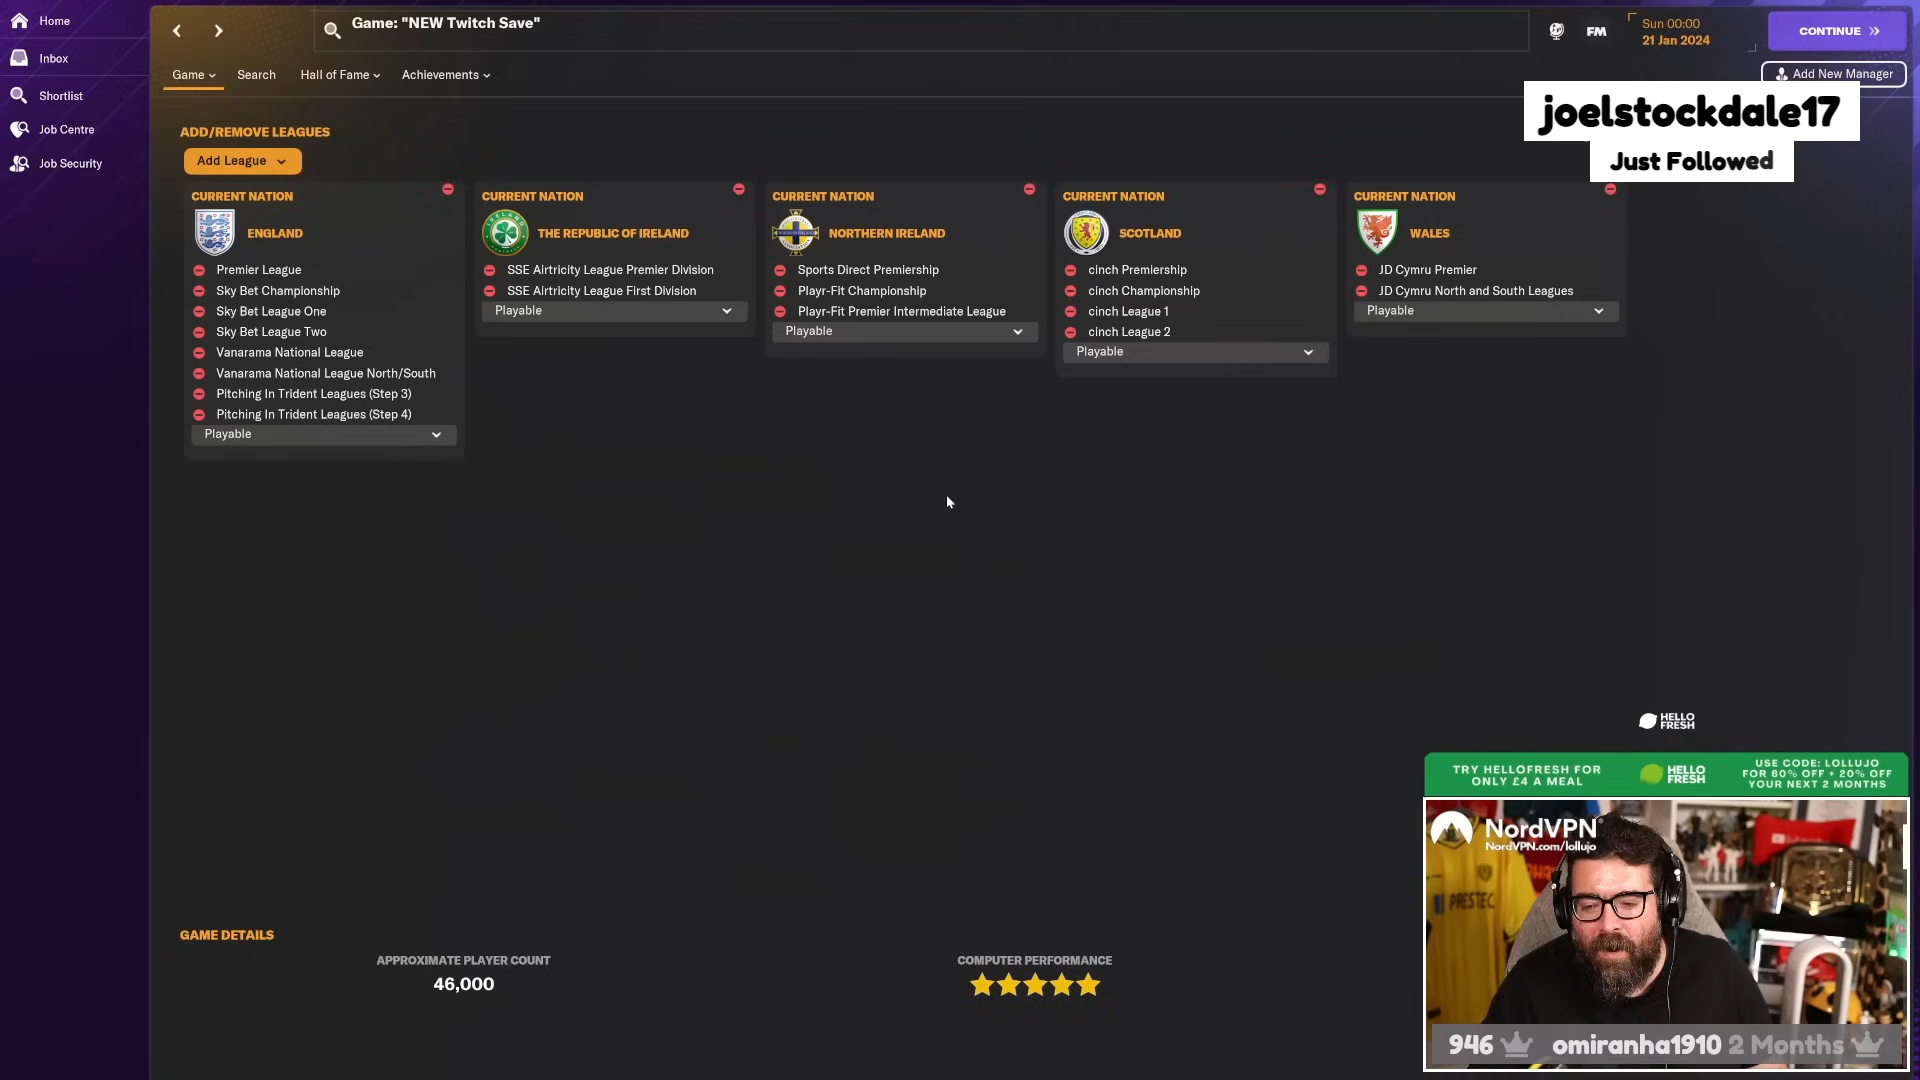 Home
Inbox
Shortlist
Job Centre
Job Security
Game: "NEW Twitch Save"
FM
Sun 00:00
21 Jan 2024
CONTINUE
Game
Search
Hall of Fame
Achievements
Add New Manager
joelstockdale17
Just Followed
ADD/REMOVE LEAGUES
Add League
CURRENT NATION
ENGLAND
Premier League
Sky Bet Championship
Sky Bet League One
Sky Bet League Two
Vanarama National League
Vanarama National League North/South
Pitching In Trident Leagues (Step 3)
Pitching In Trident Leagues (Step 4)
Playable
CURRENT NATION
THE REPUBLIC OF IRELAND
SSE Airtricity League Premier Division
SSE Airtricity League First Division
Playable
CURRENT NATION
NORTHERN IRELAND
Sports Direct Premiership
Playr-Fit Championship
Playr-Fit Premier Intermediate League
Playable
CURRENT NATION
SCOTLAND
cinch Premiership
cinch Championship
cinch League 1
cinch League 2
Playable
CURRENT NATION
WALES
JD Cymru Premier
JD Cymru North and South Leagues
Playable
HELLO
FRESH
TRY HELLOFRESH FOR
ONLY £4 A MEAL
HELLO
FRESH
USE CODE: LOLLUJO
FOR 60% OFF + 20% OFF
YOUR NEXT 2 MONTHS
NordVPN
NordVPN.com/lollujo
PRESTEC
946
omiranha1910 2 Months
GAME DETAILS
APPROXIMATE PLAYER COUNT
46,000
COMPUTER PERFORMANCE